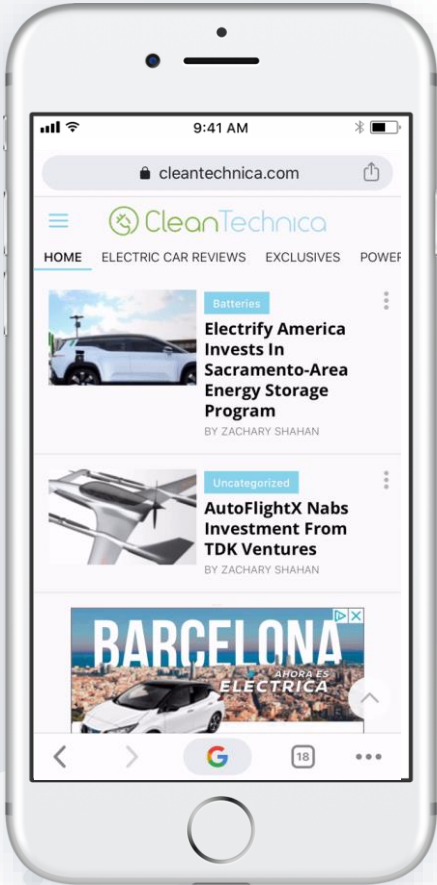 9:41 AM
cleantechnica.com
CleanTechnica
HOME ELECTRIC CAR REVIEWS EXCLUSIVES POWER
Batteries
Electrify America
Invests In
Sacramento-Area
Energy Storage
Program
BY ZACHARY SHAHAN
Uncategorized
AutoFlightX Nabs
Investment From
TDK Ventures
BY ZACHARY SHAHAN
BARCELONA
AHORA ES
ELECTRICA
G
18